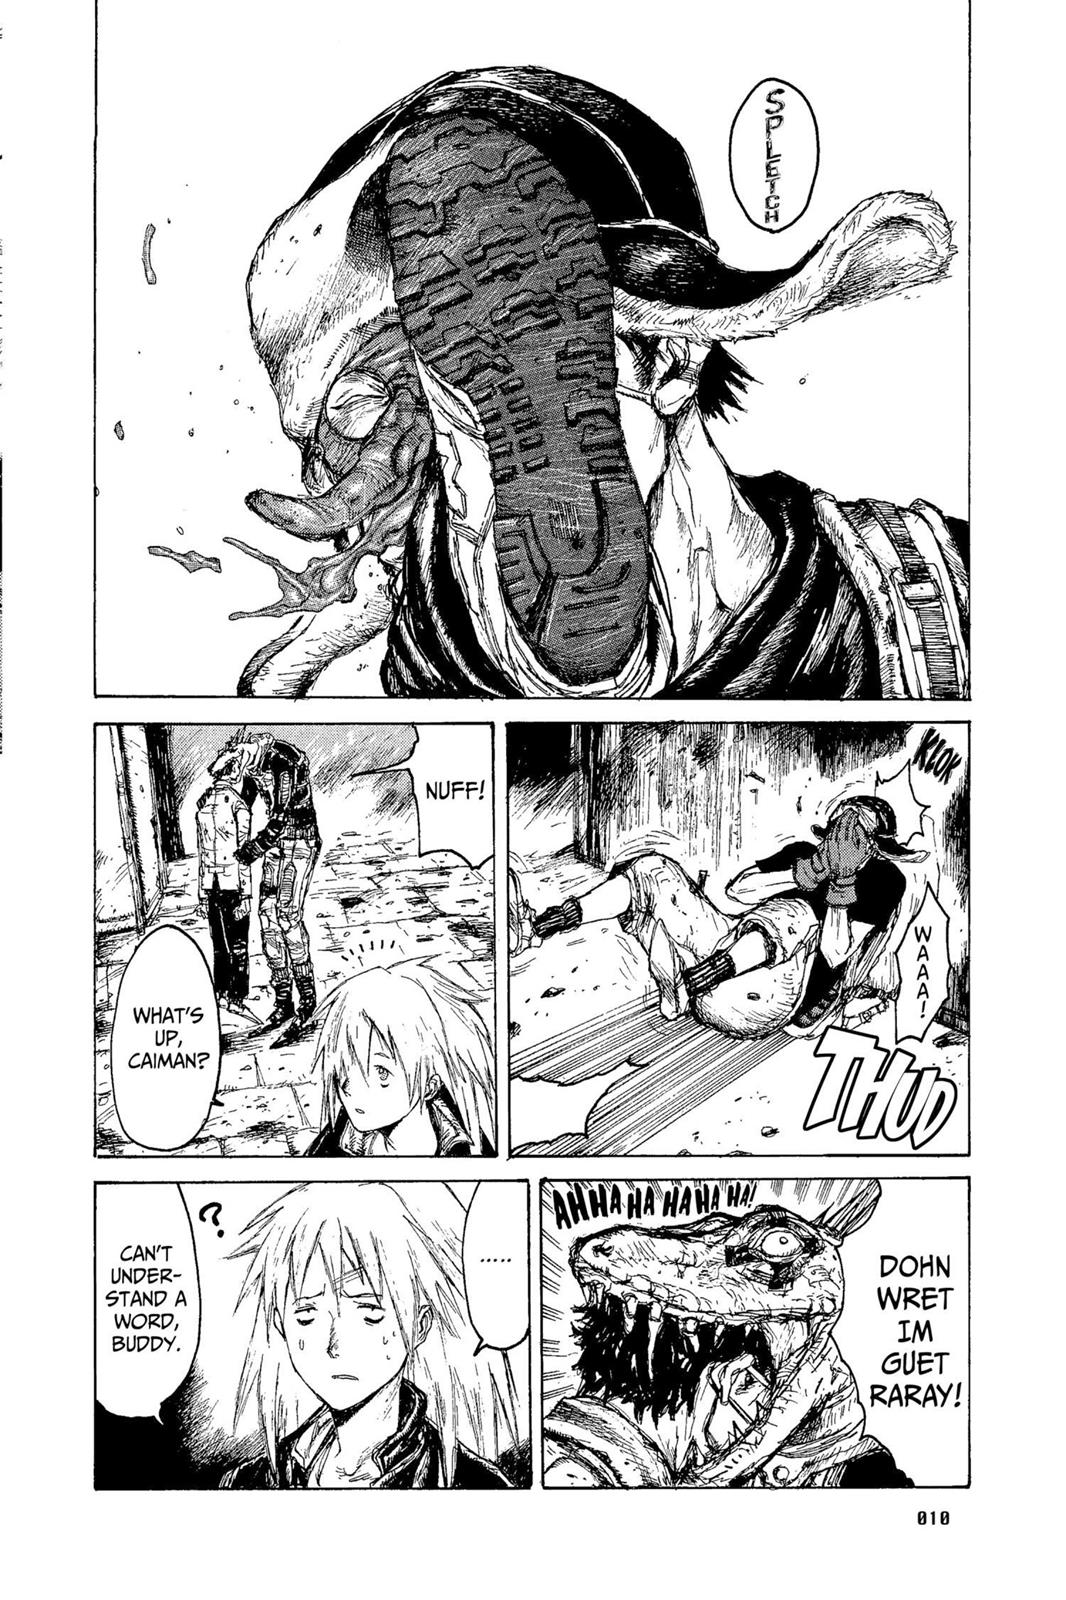 SPLETCH
KLOK
WAAA!
THUD
NUFF!
WHAT'S
UP,
CAIMAN?
AHHA HA HA HA HA!
DOHN
WRET
IM
GUET
RARAY!
......
?
CAN'T
UNDER-
STAND A
WORD,
BUDDY.
010